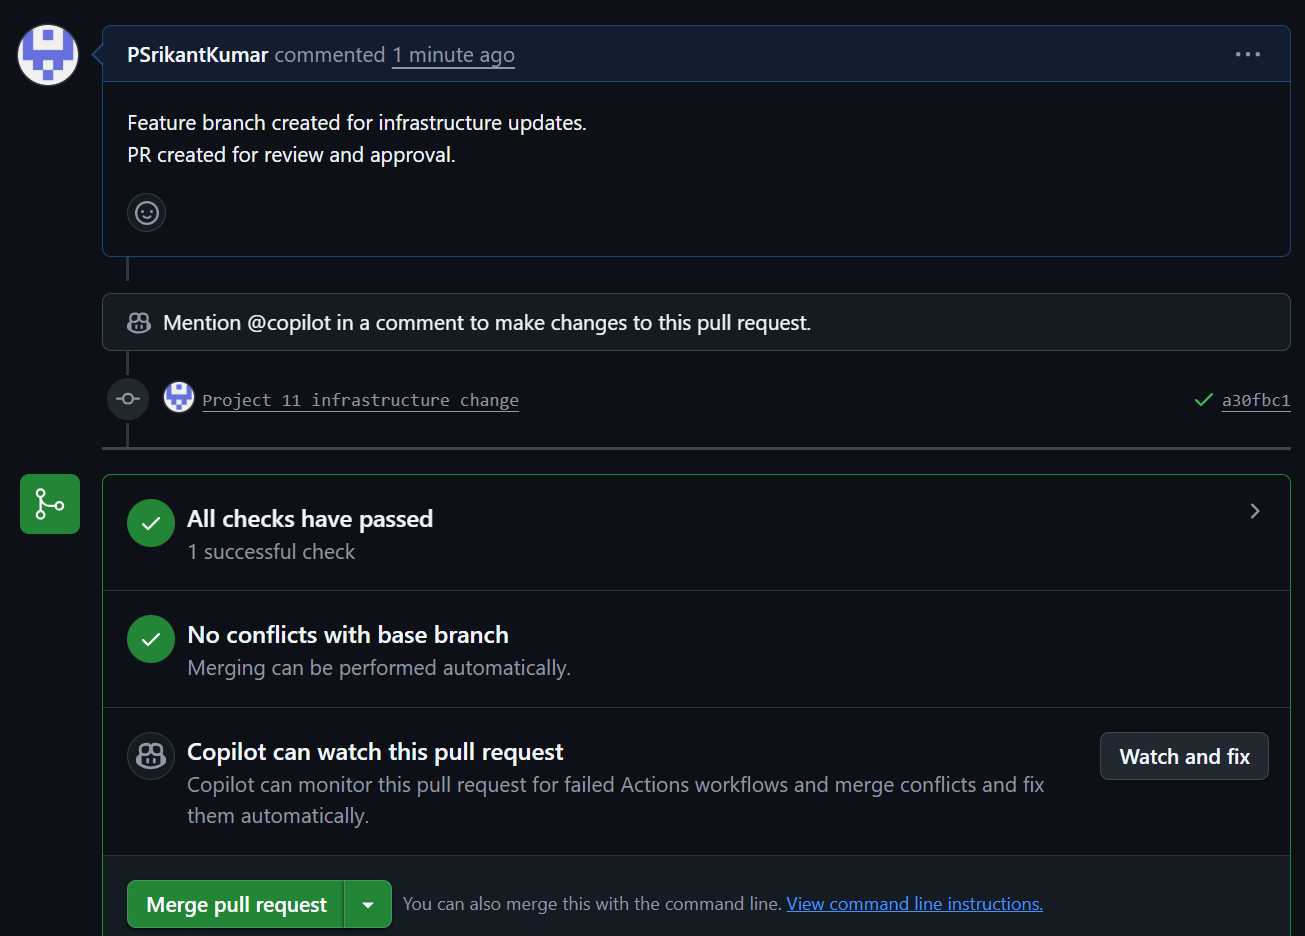 PSrikantKumar commented 1 minute ago
Feature branch created for infrastructure updates.
PR created for review and approval.
Mention @copilot in a comment to make changes to this pull request.
Project 11 infrastructure change a30fbc1
All checks have passed
1 successful check
No conflicts with base branch
Merging can be performed automatically.
Copilot can watch this pull request
Watch and fix
Copilot can monitor this pull request for failed Actions workflows and merge conflicts and fix
them automatically.
Merge pull request You can also merge this with the command line. View command line instructions.